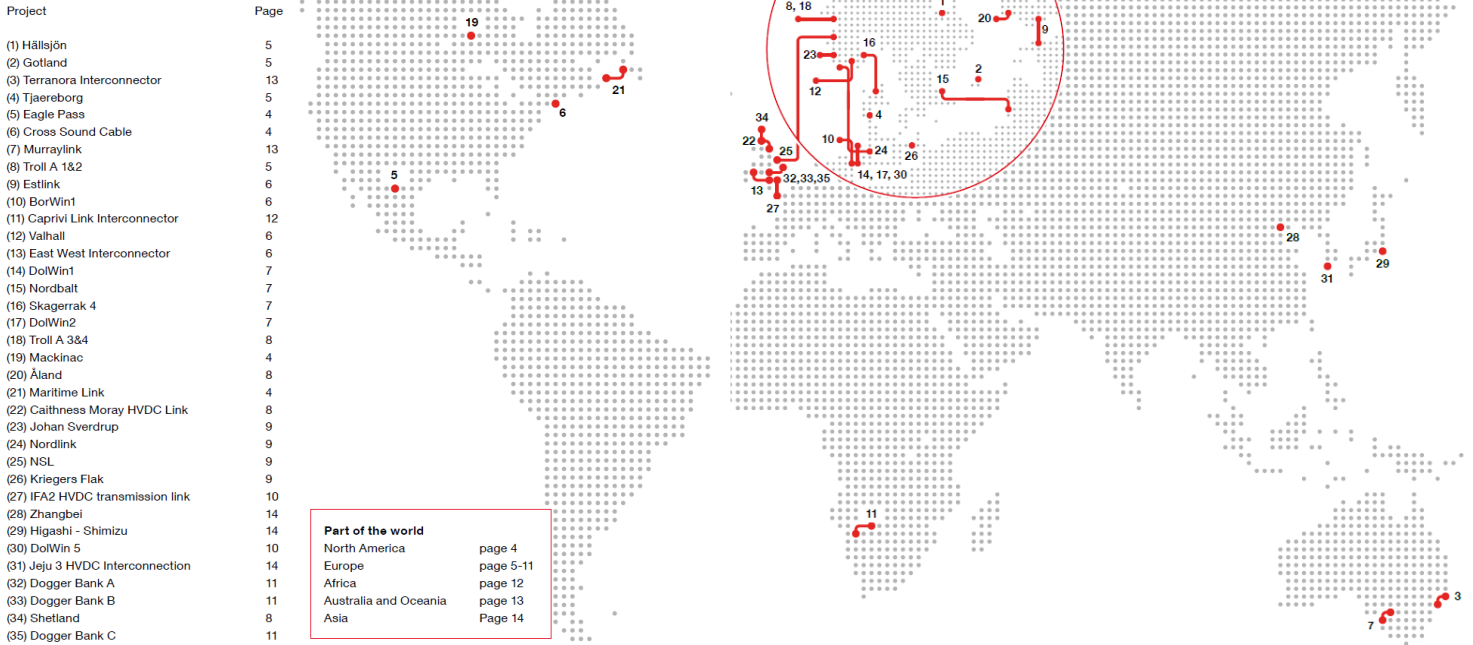 Project Page
(1) Hällsjön 5
(2) Gotland 5
(3) Terranora Interconnector 13
(4) Tjaereborg 5
(5) Eagle Pass 4
(6) Cross Sound Cable 4
(7) Murraylink 13
(8) Troll A 1&2 5
(9) Estlink 6
(10) BorWin1 6
(11) Caprivi Link Interconnector 12
(12) Valhall 6
(13) East West Interconnector 6
(14) DolWin1 7
(15) Nordbalt 7
(16) Skagerrak 4 7
(17) DolWin2 7
(18) Troll A 3&4 8
(19) Mackinac 4
(20) Åland 8
(21) Maritime Link 4
(22) Caithness Moray HVDC Link 8
(23) Johan Sverdrup 9
(24) Nordlink 9
(25) NSL 9
(26) Kriegers Flak 9
(27) IFA2 HVDC transmission link 10
(28) Zhangbei 14
(29) Higashi - Shimizu 14
(30) DolWin 5 10
(31) Jeju 3 HVDC Interconnection 14
(32) Dogger Bank A 11
(33) Dogger Bank B 11
(34) Shetland 8
(35) Dogger Bank C 11
Part of the world
North America page 4
Europe page 5-11
Africa page 12
Australia and Oceania page 13
Asia Page 14
19
21
6
5
8, 18
20
9
16
23
2
15
12
4
34
10
22
25
24
26
32,33,35
14, 17, 30
13
27
28
29
31
11
3
7